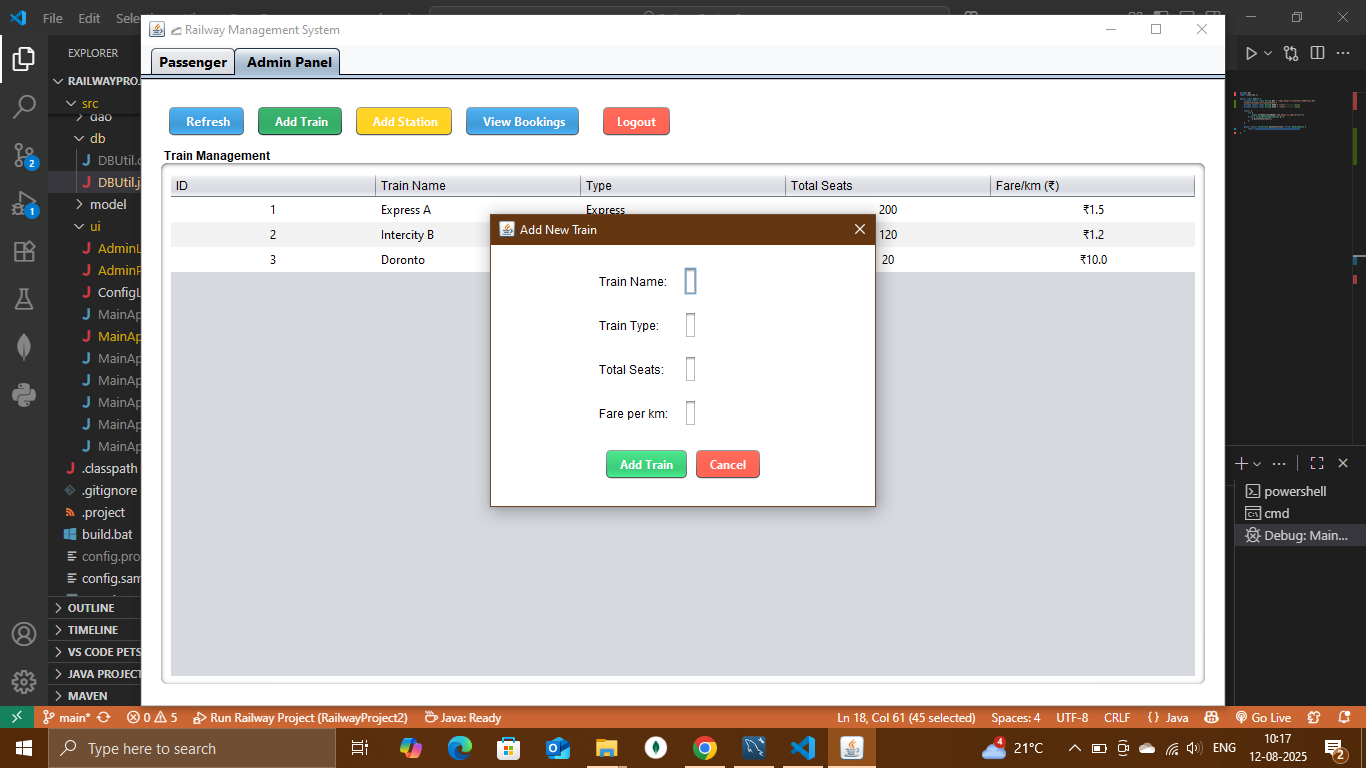 File Edit Sele
Railway Management System
Passenger
Admin Panel
EXPLORER
RAILWAYPRO
Refresh
Add Train
Add Station
View Bookings
Logout
Train Management
ID Train Name Type Total Seats Fare/km (₹)
1 Express A Express 200 ₹1.5
2 Intercity B 120 ₹1.2
3 Doronto 20 ₹10.0
Add New Train
Train Name:
Train Type:
Total Seats:
Fare per km:
Add Train
Cancel
src
dao
db
DBUtil.c
DBUtil.j
model
ui
AdminL
AdminP
ConfigL
MainAp
MainAp
MainAp
MainAp
MainAp
MainAp
MainAp
.classpath
.gitignore
.project
build.bat
config.pro
config.sam
OUTLINE
TIMELINE
VS CODE PETS
JAVA PROJECT
MAVEN
2
1
powershell
cmd
Debug: Main...
main* 0 5 Run Railway Project (RailwayProject2) Java: Ready
Ln 18, Col 61 (45 selected) Spaces: 4 UTF-8 CRLF {} Java Go Live
Type here to search
4
21°C
ENG
10:17
12-08-2025
2